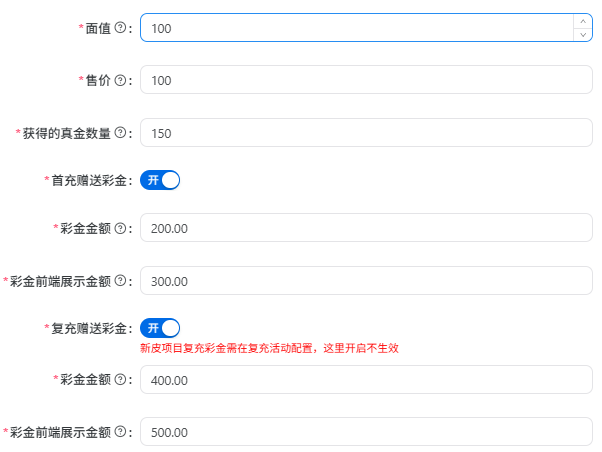 *面值?: 100
*售价?: 100
*获得的真金数量?: 150
*首充赠送彩金: 开
*彩金金额?: 200.00
*彩金前端展示金额?: 300.00
*复充赠送彩金: 开
新皮项目复充彩金需在复充活动配置，这里开启不生效
*彩金金额?: 400.00
*彩金前端展示金额?: 500.00